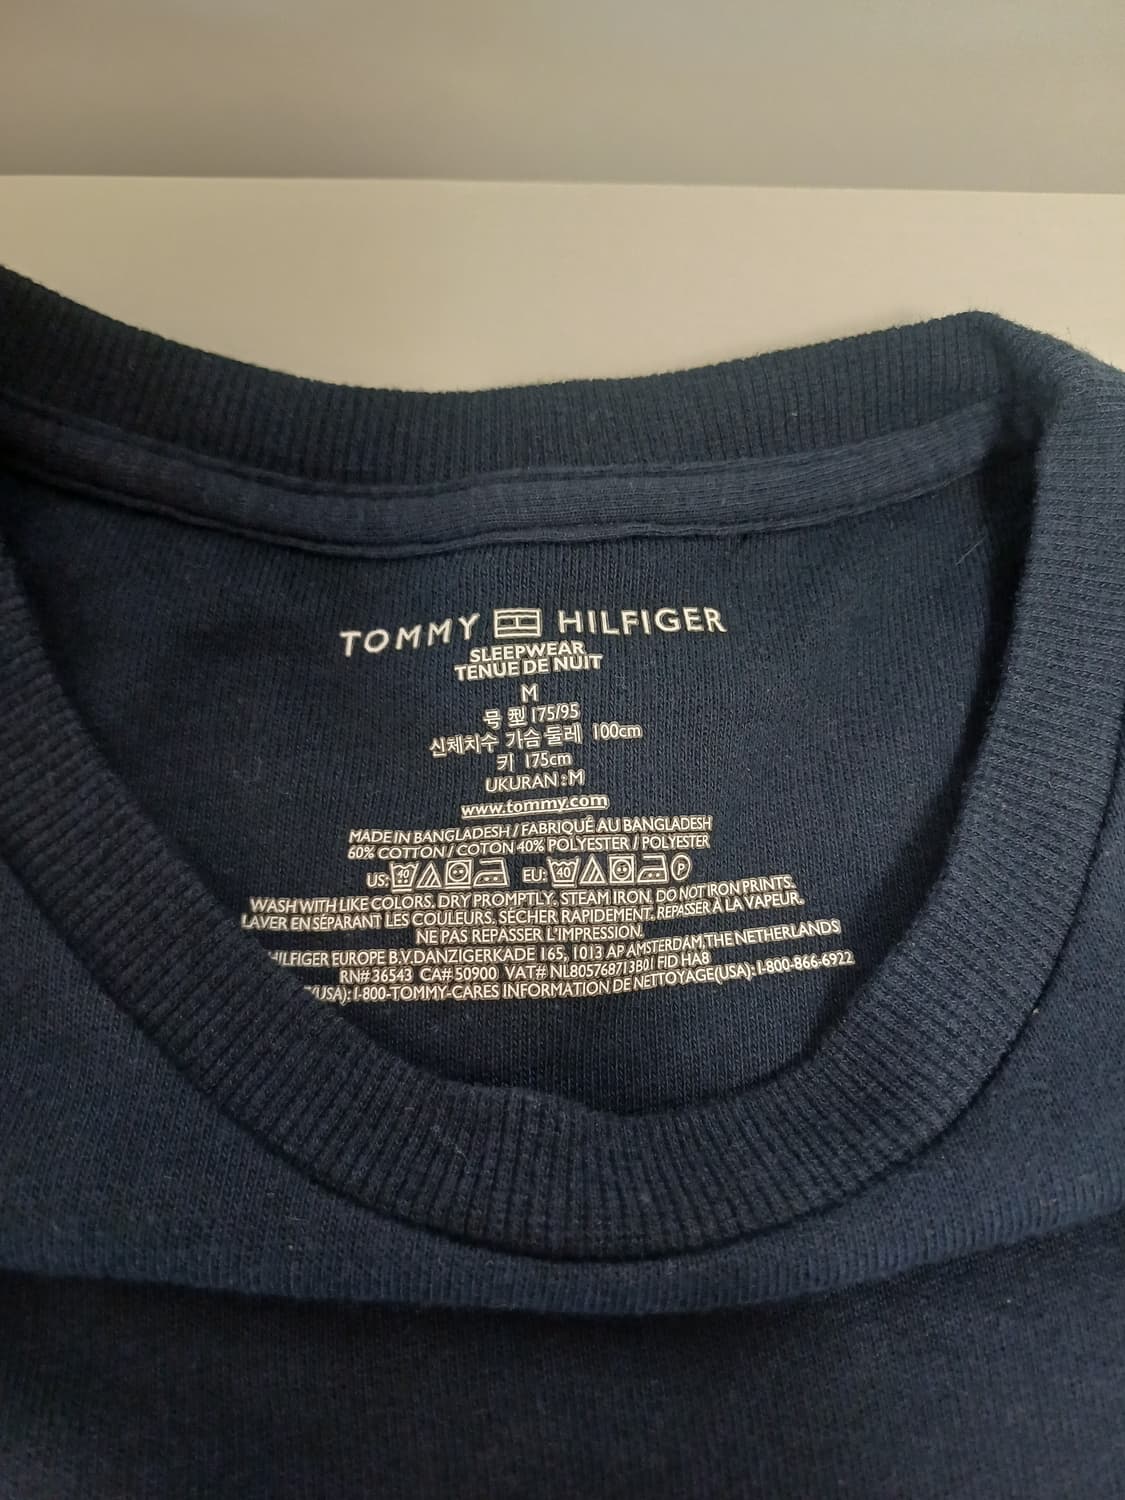 TOMMY HILFIGER
SLEEPWEAR
TENUE DE NUIT
M
号 型 175/95
신체치수 가슴 둘레 100cm
키 175cm
UKURAN : M
www.tommy.com
MADE IN BANGLADESH / FABRIQUÉ AU BANGLADESH
60% COTTON / COTON 40% POLYESTER / POLYESTER
US: 40 EU: 40 P
WASH WITH LIKE COLORS. DRY PROMPTLY. STEAM IRON. DO NOT IRON PRINTS.
LAVER EN SÉPARANT LES COULEURS. SÉCHER RAPIDEMENT. REPASSER À LA VAPEUR.
NE PAS REPASSER L'IMPRESSION.
HILFIGER EUROPE B.V. DANZIGERKADE 165, 1013 AP AMSTERDAM, THE NETHERLANDS
RN# 36543 CA# 50900 VAT# NL805768713B01 FID HA8
(USA): 1-800-TOMMY-CARES INFORMATION DE NETTOYAGE (USA): 1-800-866-6922